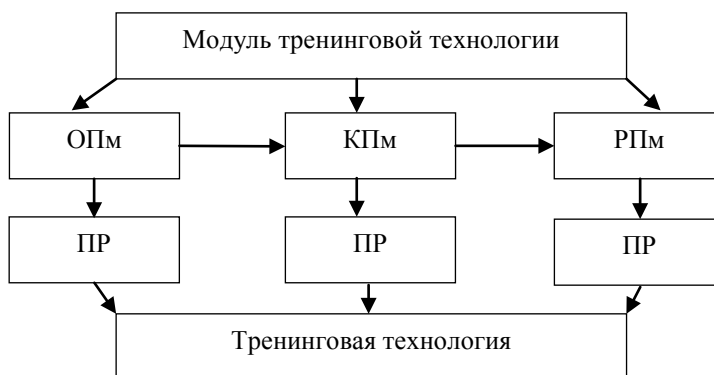 Модуль тренинговой технологии
ОПм
КПм
РПм
ПР
ПР
ПР
Тренинговая технология